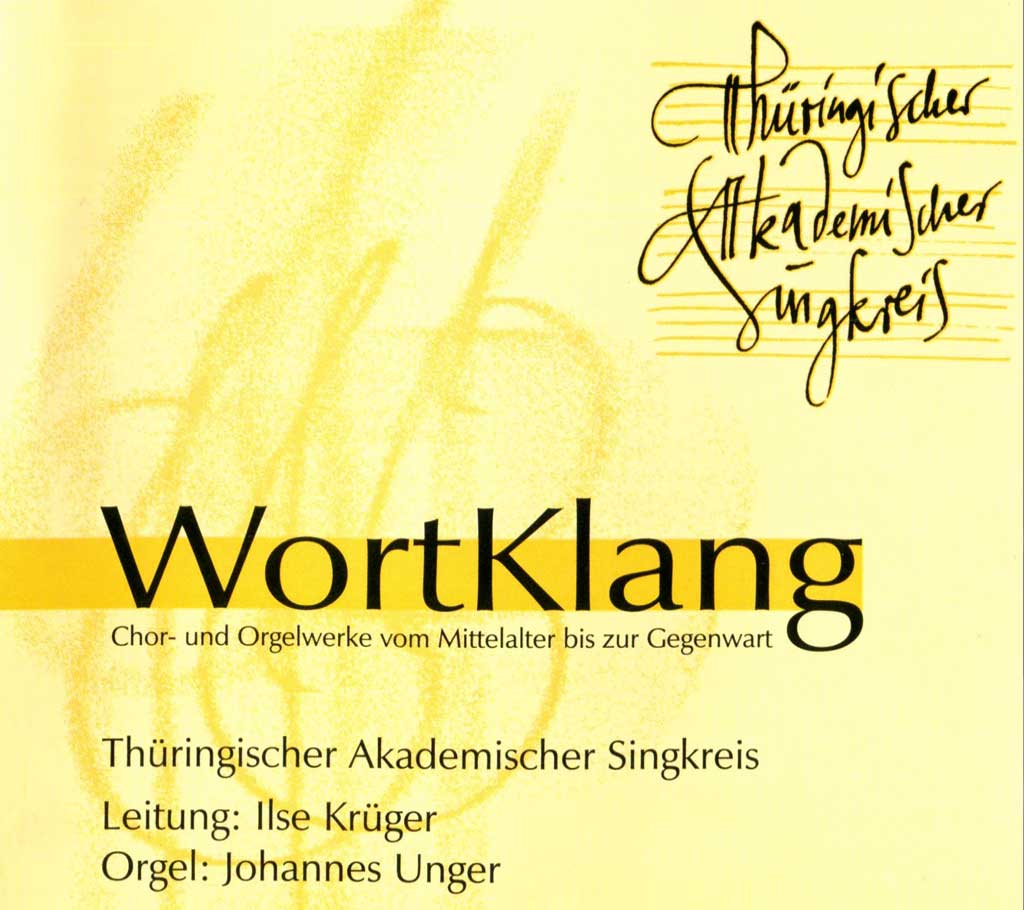 Thüringischer
Akademischer
Singkreis
WortKlang
Chor- und Orgelwerke vom Mittelalter bis zur Gegenwart
Thüringischer Akademischer Singkreis
Leitung: Ilse Krüger
Orgel: Johannes Unger